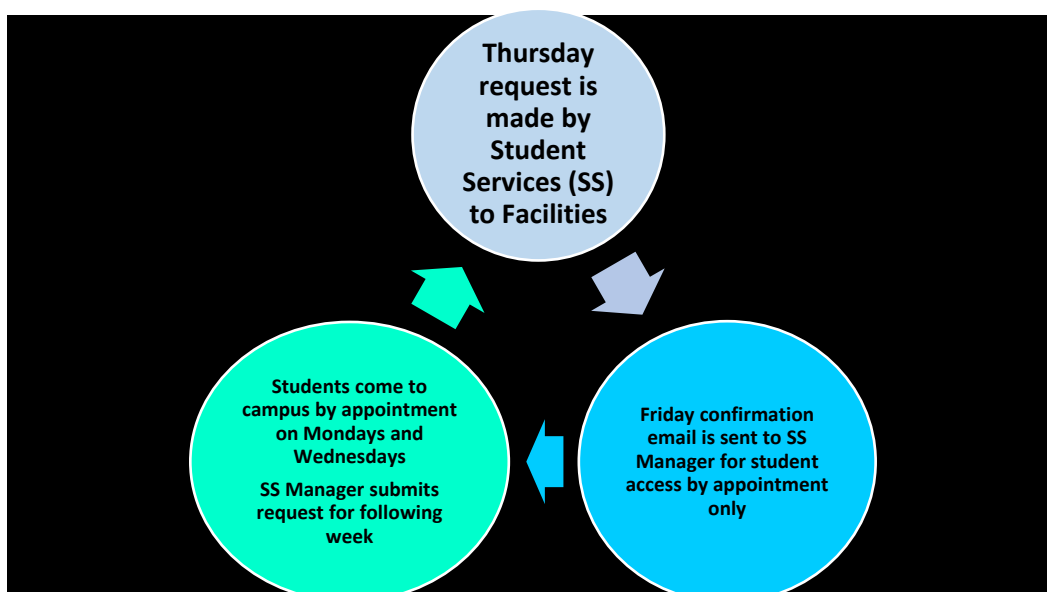 Thursday
request is
made by
Student
Services (SS)
to Facilities
Friday confirmation
email is sent to SS
Manager for student
access by appointment
only
Students come to
campus by appointment
on Mondays and
Wednesdays
SS Manager submits
request for following
week